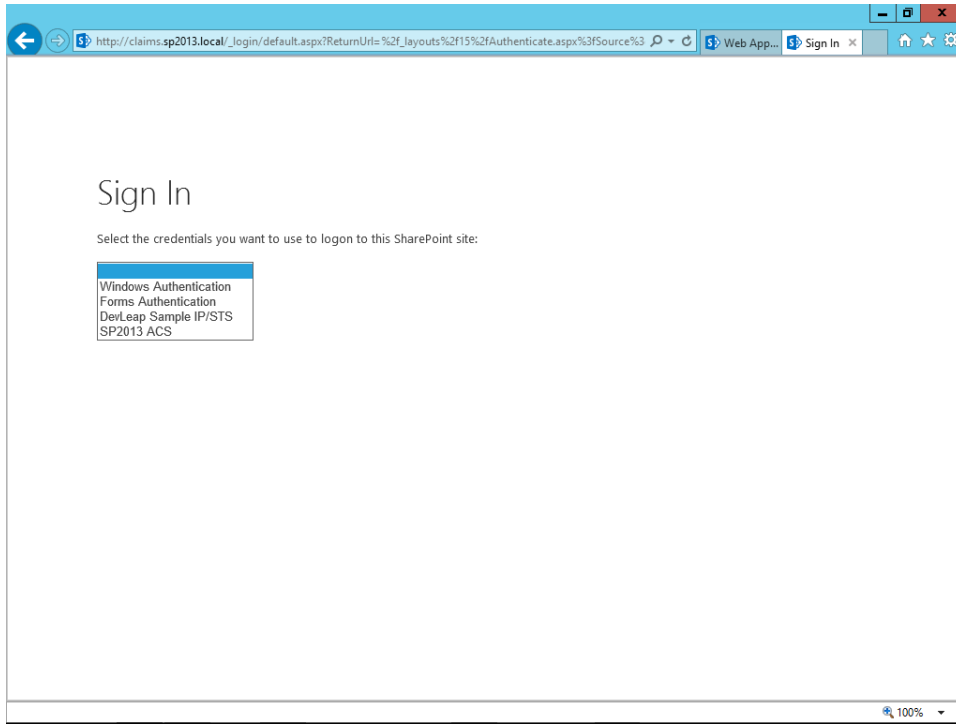 http://claims.sp2013.local/_login/default.aspx?ReturnUrl=%2f_layouts%2f15%2fAuthenticate.aspx%3fSource%3
Web App...
Sign In
Sign In
Select the credentials you want to use to logon to this SharePoint site:
Windows Authentication
Forms Authentication
DevLeap Sample IP/STS
SP2013 ACS
100%